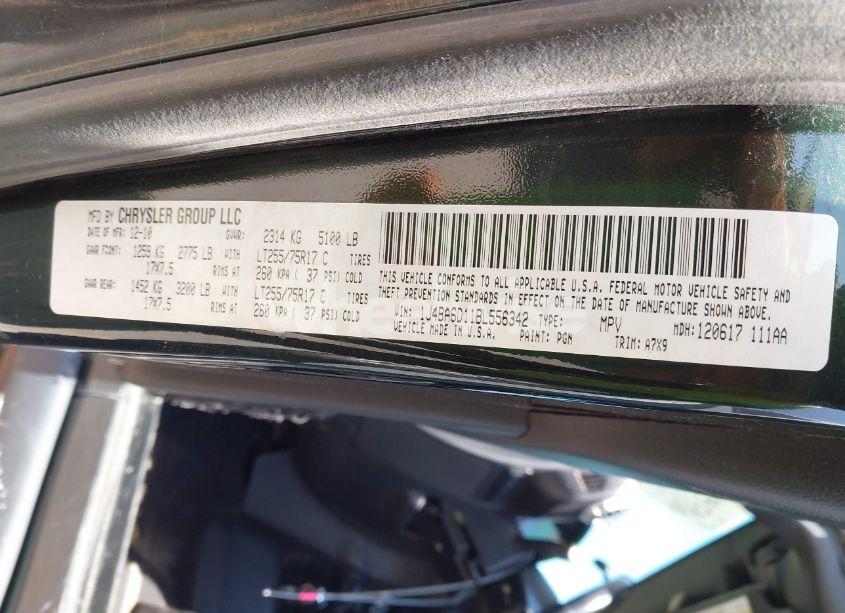 MFD BY CHRYSLER GROUP LLC
DATE OF MFR: 12-10 GVWR: 2314 KG 5100 LB
GAWR FRONT: 1259 KG 2775 LB WITH LT255/75R17 C TIRES
17X7.5 RIMS AT 260 KPA ( 37 PSI) COLD
GAWR REAR: 1452 KG 3200 LB WITH LT255/75R17 C TIRES
17X7.5 RIMS AT 260 KPA ( 37 PSI) COLD
THIS VEHICLE CONFORMS TO ALL APPLICABLE U.S.A. FEDERAL MOTOR VEHICLE SAFETY AND
THEFT PREVENTION STANDARDS IN EFFECT ON THE DATE OF MANUFACTURE SHOWN ABOVE.
VIN: 1J4BA6D11BL556342 TYPE: MPV MDH: 120617 111AA
VEHICLE MADE IN U.S.A. PAINT: PGN TRIM: A7X9